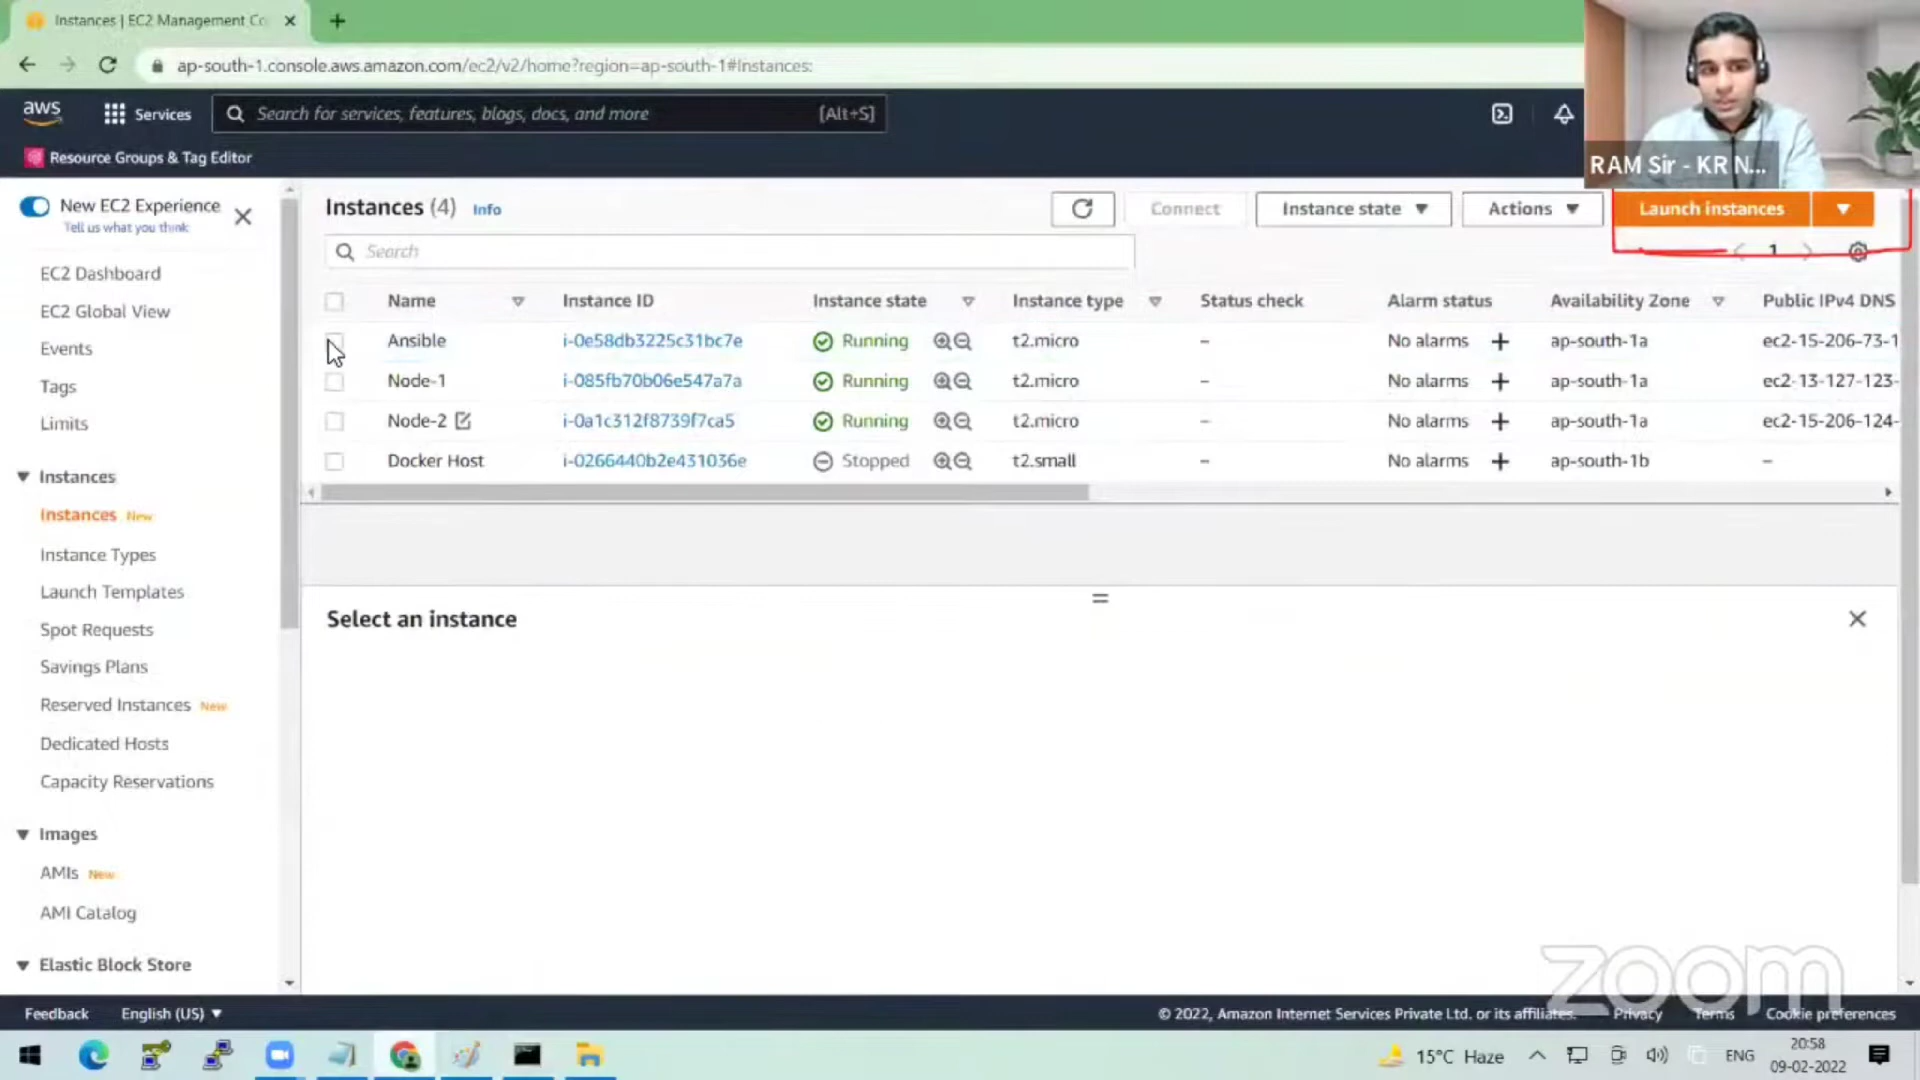 Instances | EC2 Management Co
ap-south-1.console.aws.amazon.com/ec2/v2/home?region=ap-south-1#Instances:
aws
Services
Search for services, features, blogs, docs, and more
[Alt+S]
Resource Groups & Tag Editor
RAM Sir - KR N...
New EC2 Experience
Tell us what you think
EC2 Dashboard
EC2 Global View
Events
Tags
Limits
Instances
Instances New
Instance Types
Launch Templates
Spot Requests
Savings Plans
Reserved Instances New
Dedicated Hosts
Capacity Reservations
Images
AMIs New
AMI Catalog
Elastic Block Store
Instances (4) Info
Connect
Instance state
Actions
Launch instances
Search
1
Name Instance ID Instance state Instance type Status check Alarm status Availability Zone Public IPv4 DNS
Ansible i-0e58db3225c31bc7e Running t2.micro – No alarms + ap-south-1a ec2-15-206-73-1
Node-1 i-085fb70b06e547a7a Running t2.micro – No alarms + ap-south-1a ec2-13-127-123-
Node-2 i-0a1c312f8739f7ca5 Running t2.micro – No alarms + ap-south-1a ec2-15-206-124-
Docker Host i-0266440b2e431036e Stopped t2.small – No alarms + ap-south-1b –
Select an instance
zoom
Feedback English (US) © 2022, Amazon Internet Services Private Ltd. or its affiliates. Privacy Terms Cookie preferences
15°C Haze ENG 20:58
09-02-2022